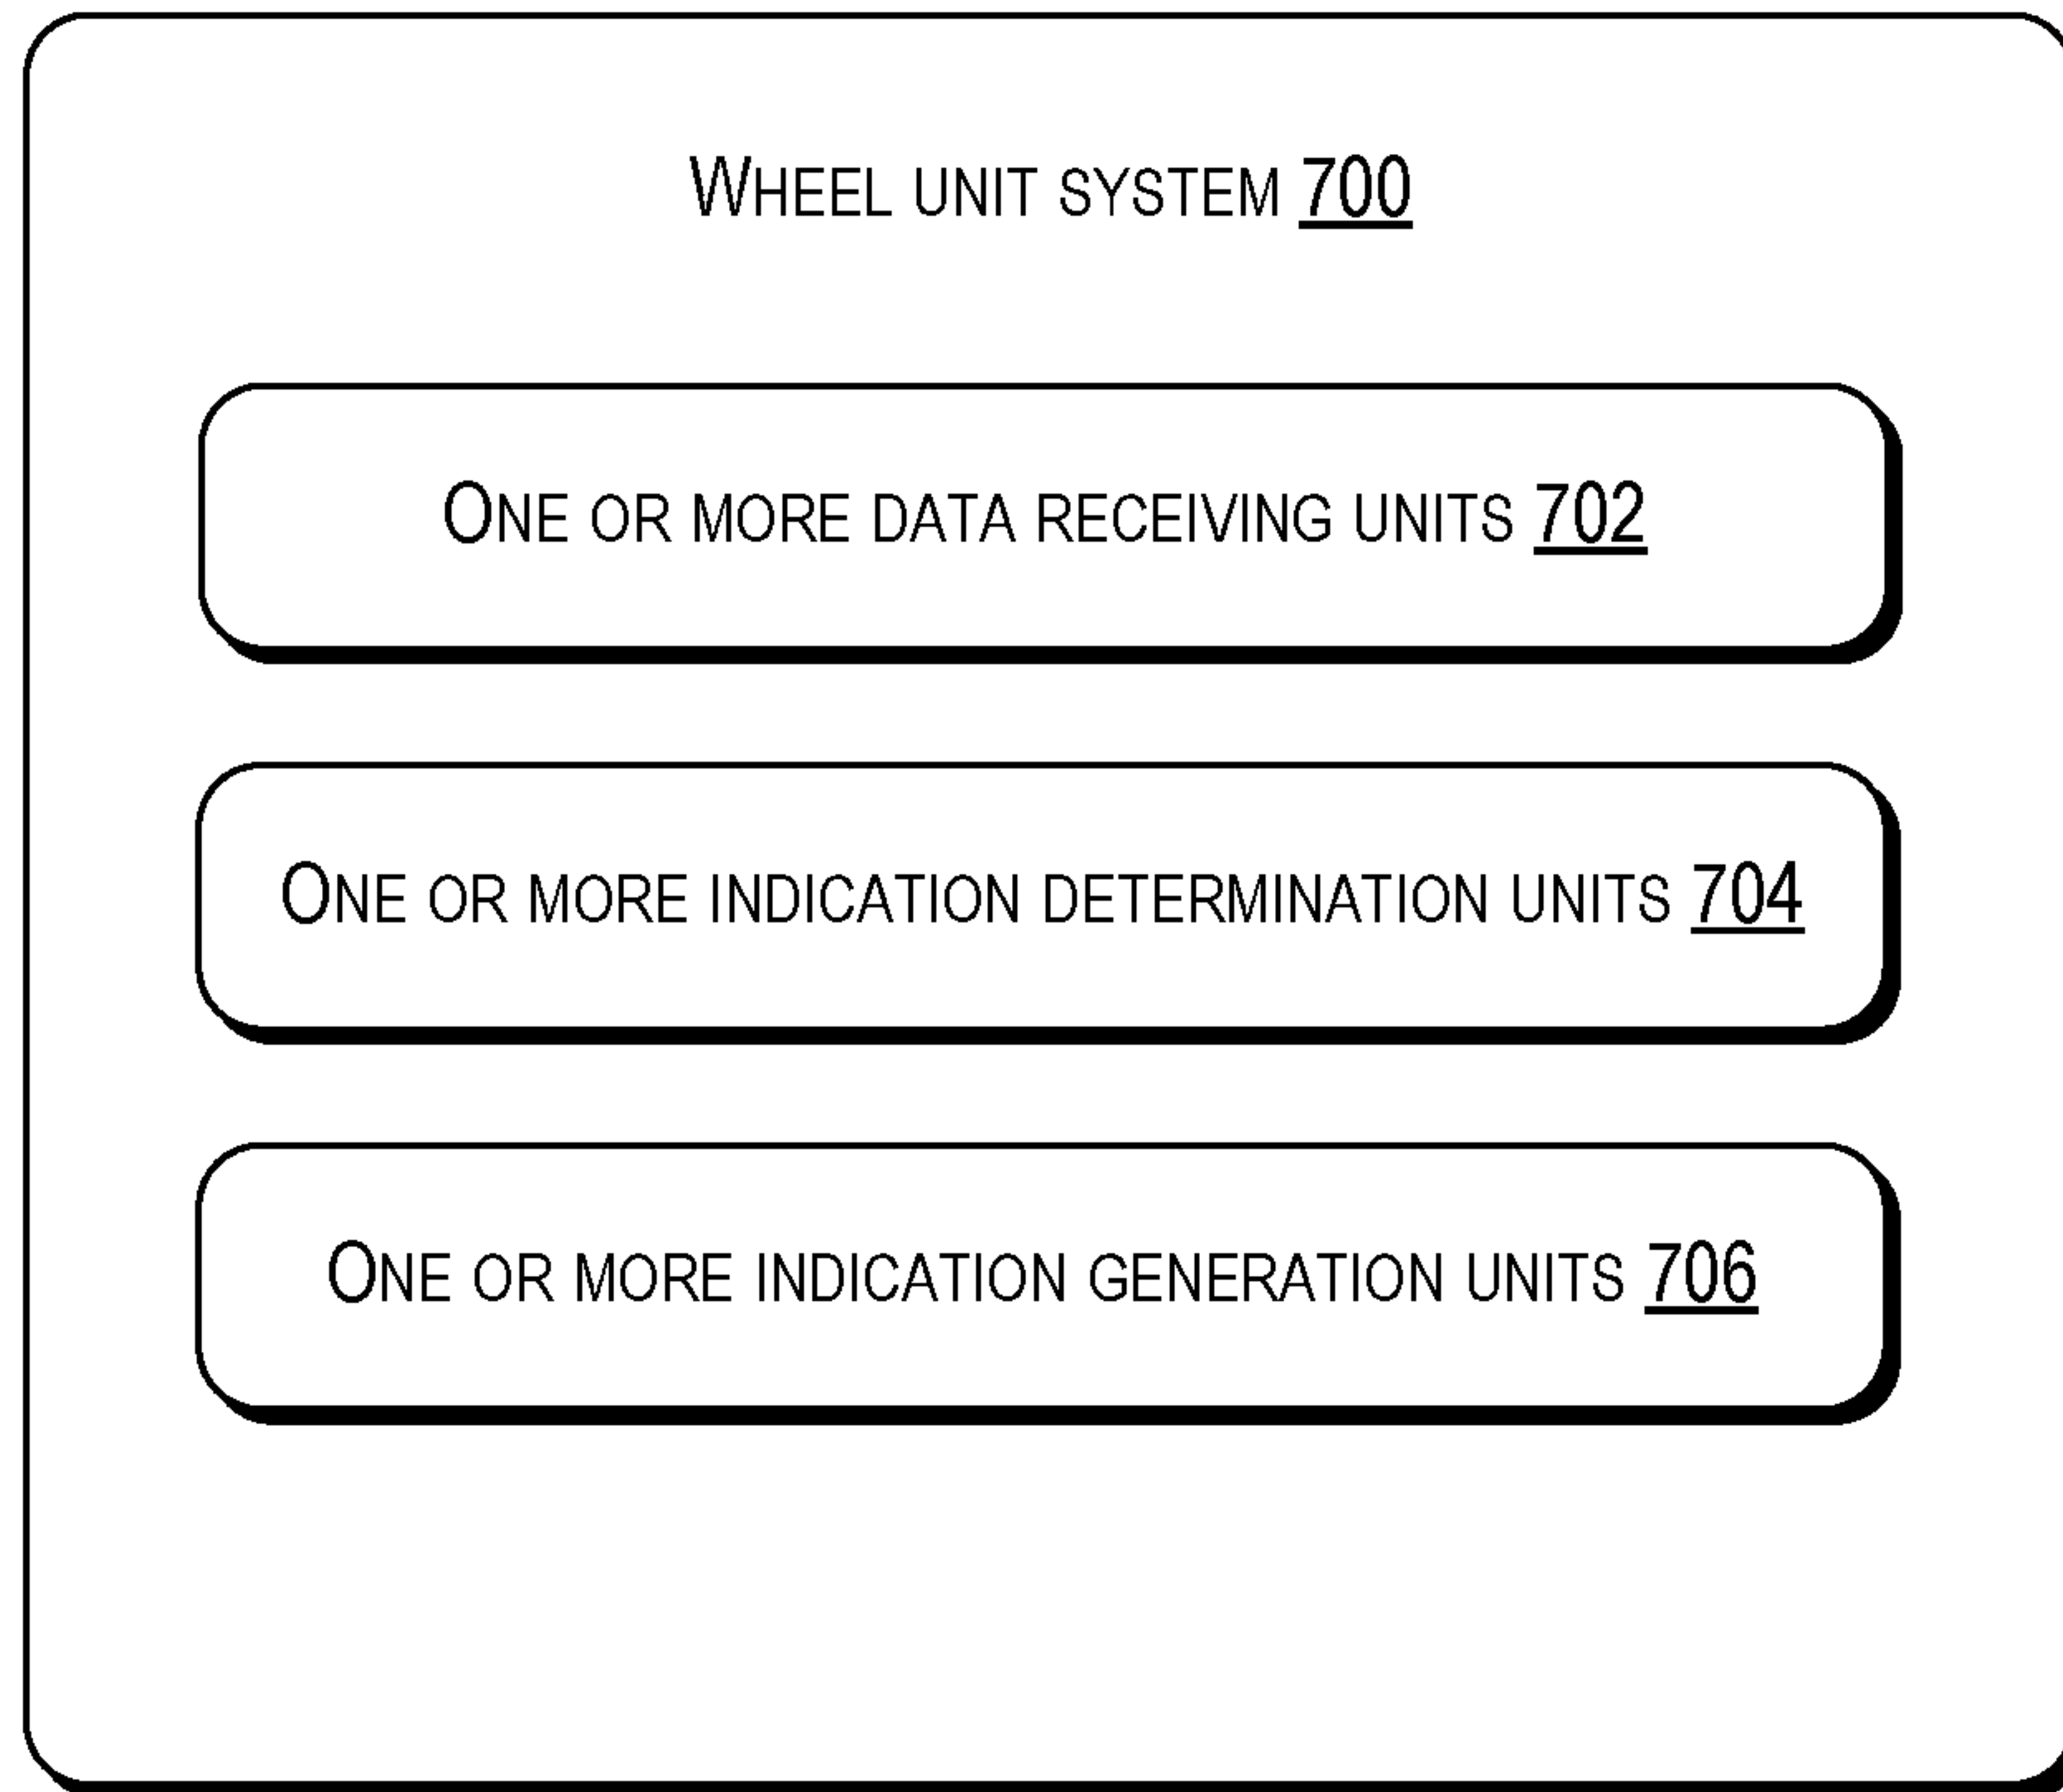 Wheel unit system 700
One or more data receiving units 702
One or more indication determination units 704
One or more indication generation units 706